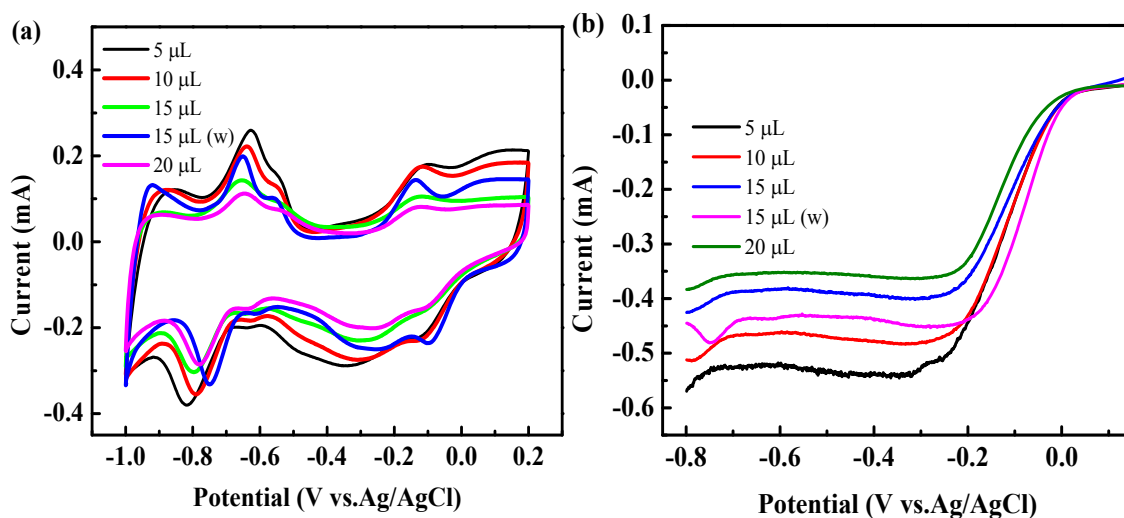 (a)
5 μL
10 μL
15 μL
15 μL (w)
20 μL
0.4
0.2
0.0
-0.2
-0.4
Current (mA)
-1.0 -0.8 -0.6 -0.4 -0.2 0.0 0.2
Potential (V vs.Ag/AgCl)
(b)
0.1
0.0
-0.1
-0.2
-0.3
-0.4
-0.5
-0.6
Current (mA)
5 μL
10 μL
15 μL
15 μL (w)
20 μL
-0.8 -0.6 -0.4 -0.2 0.0
Potential (V vs.Ag/AgCl)